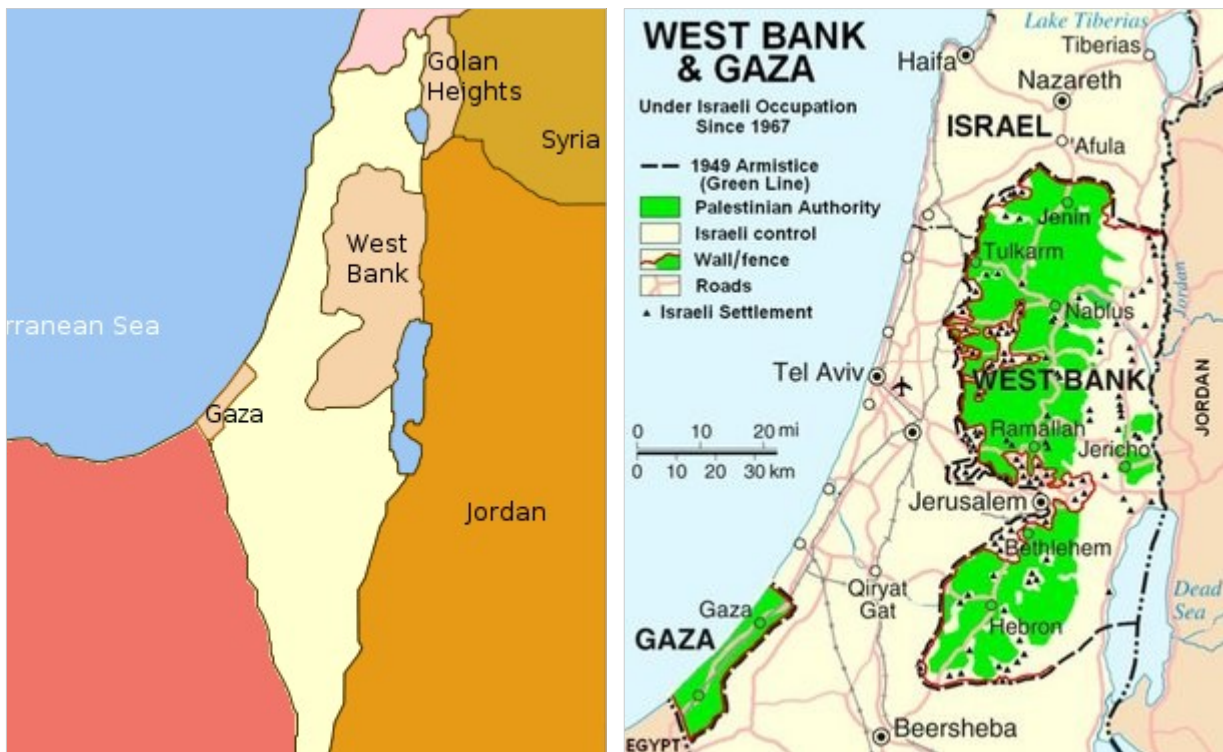 Golan
Heights
Syria
West
Bank
rranean Sea
Gaza
Jordan
WEST BANK
& GAZA
Under Israeli Occupation
Since 1967
1949 Armistice
(Green Line)
Palestinian Authority
Israeli control
Wall/fence
Roads
Israeli Settlement
Lake Tiberias
Tiberias
Haifa
Nazareth
ISRAEL
'Afula
Jenin
Tulkarm
Nablus
Jordan
Tel Aviv
WEST BANK
JORDAN
0 10 20 mi
0 10 20 30 km
Ramallah
Jericho
Jerusalem
Bethlehem
Qiryat
Gat
Dead
Sea
Gaza
GAZA
Hebron
Beersheba
EGYPT